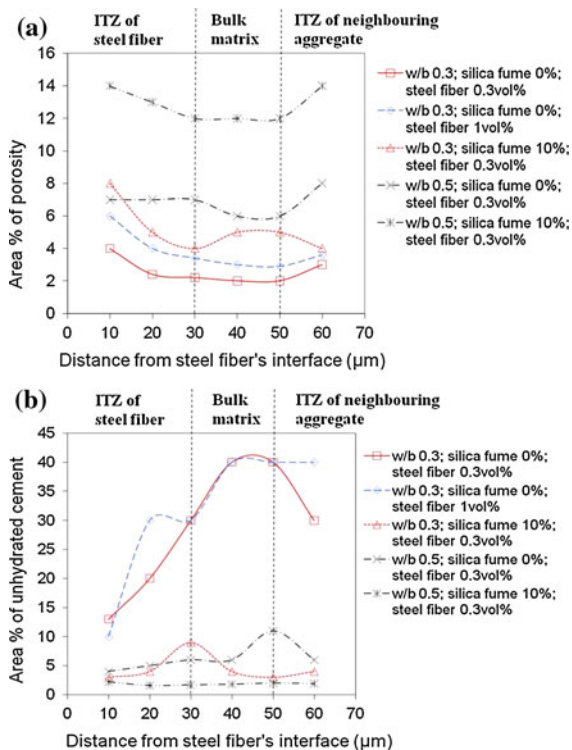 (a)
ITZ of
steel fiber
Bulk
matrix
ITZ of neighbouring
aggregate
Area % of porosity
16
14
12
10
8
6
4
2
0
0 10 20 30 40 50 60 70
Distance from steel fiber's interface (µm)
w/b 0.3; silica fume 0%;
steel fiber 0.3vol%
w/b 0.3; silica fume 0%;
steel fiber 1vol%
w/b 0.3; silica fume 10%;
steel fiber 0.3vol%
w/b 0.5; silica fume 0%;
steel fiber 0.3vol%
w/b 0.5; silica fume 10%;
steel fiber 0.3vol%
(b)
ITZ of
steel fiber
Bulk
matrix
ITZ of neighbouring
aggregate
Area % of unhydrated cement
45
40
35
30
25
20
15
10
5
0
0 10 20 30 40 50 60 70
Distance from steel fiber's interface (µm)
w/b 0.3; silica fume 0%;
steel fiber 0.3vol%
w/b 0.3; silica fume 0%;
steel fiber 1vol%
w/b 0.3; silica fume 10%;
steel fiber 0.3vol%
w/b 0.5; silica fume 0%;
steel fiber 0.3vol%
w/b 0.5; silica fume 10%;
steel fiber 0.3vol%